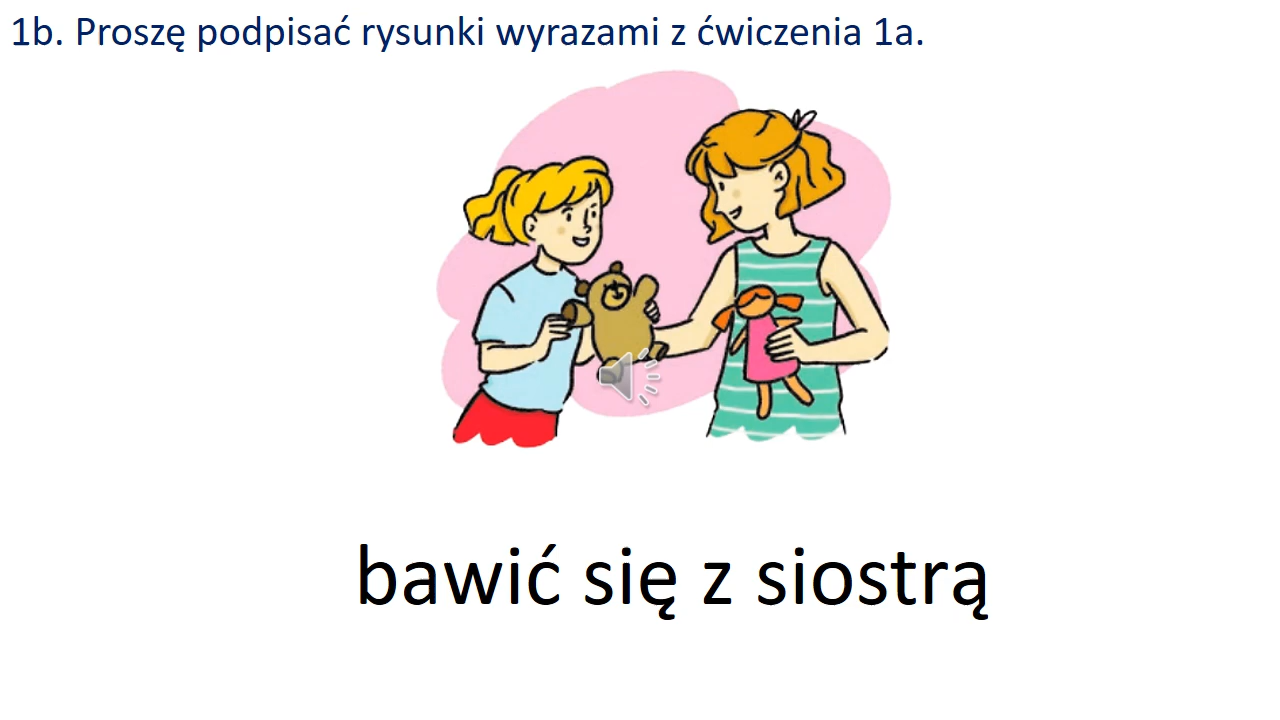 1b. Proszę podpisać rysunki wyrazami z ćwiczenia 1a.
bawić się z siostrą